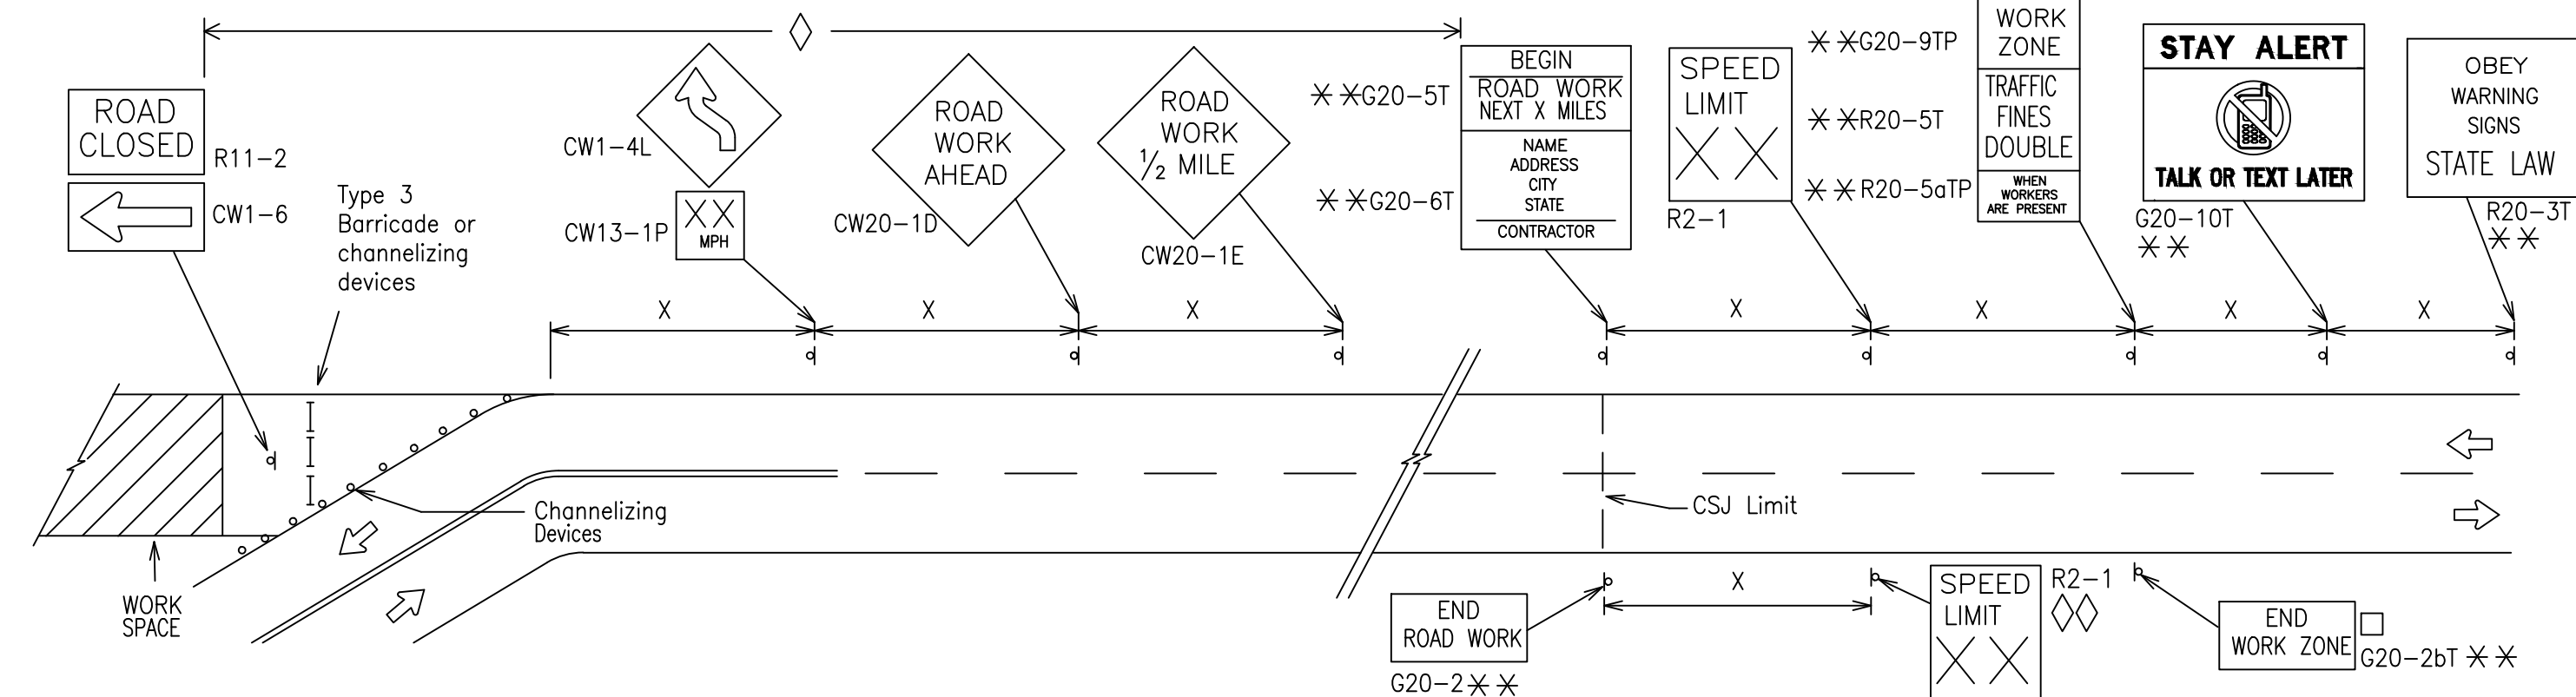 ROAD
CLOSED
R11-2
CW1-6
Type 3
Barricade or
channelizing
devices
CW1-4L
XX
MPH
CW13-1P
ROAD
WORK
AHEAD
CW20-1D
ROAD
WORK
1/2 MILE
CW20-1E
**G20-5T
**G20-6T
BEGIN
ROAD WORK
NEXT X MILES
NAME
ADDRESS
CITY
STATE
CONTRACTOR
SPEED
LIMIT
XX
R2-1
**G20-9TP
**R20-5T
**R20-5aTP
WORK
ZONE
TRAFFIC
FINES
DOUBLE
WHEN
WORKERS
ARE PRESENT
STAY ALERT
TALK OR TEXT LATER
G20-10T
**
OBEY
WARNING
SIGNS
STATE LAW
R20-3T
**
X
X
X
X
X
X
X
Channelizing
Devices
CSJ Limit
WORK
SPACE
END
ROAD WORK
G20-2**
X
SPEED
LIMIT
XX
R2-1
END
WORK ZONE
G20-2bT **